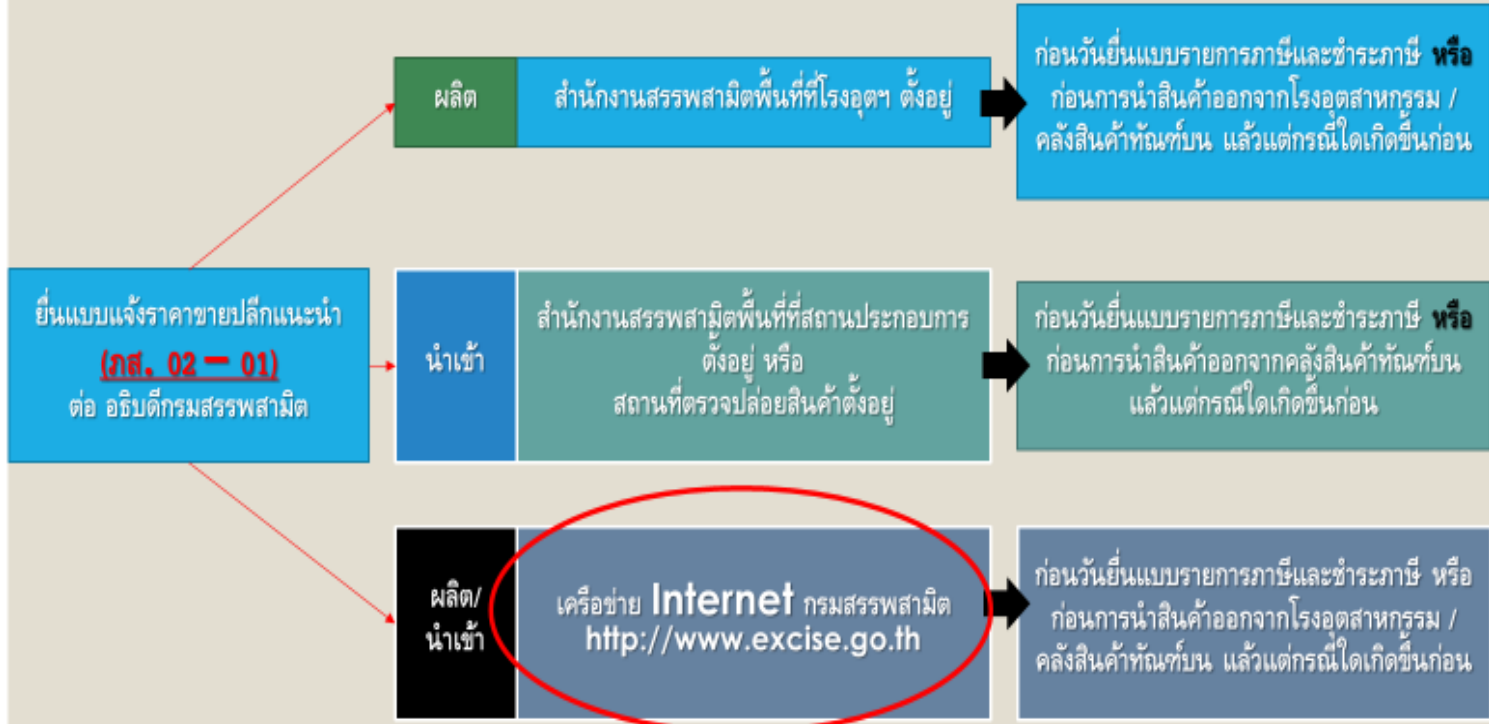 ยื่นแบบแจ้งราคาขายปลีกแนะนำ
(ภส. 02 – 01)
ต่อ อธิบดีกรมสรรพสามิต
ผลิต
สำนักงานสรรพสามิตพื้นที่ที่โรงอุตฯ ตั้งอยู่
ก่อนวันยื่นแบบรายการภาษีและชำระภาษี หรือ
ก่อนการนำสินค้าออกจากโรงอุตสาหกรรม /
คลังสินค้าทัณฑ์บน แล้วแต่กรณีใดเกิดขึ้นก่อน
นำเข้า
สำนักงานสรรพสามิตพื้นที่ที่สถานประกอบการ
ตั้งอยู่ หรือ
สถานที่ตรวจปล่อยสินค้าตั้งอยู่
ก่อนวันยื่นแบบรายการภาษีและชำระภาษี หรือ
ก่อนการนำสินค้าออกจากคลังสินค้าทัณฑ์บน
แล้วแต่กรณีใดเกิดขึ้นก่อน
ผลิต/
นำเข้า
เครือข่าย Internet กรมสรรพสามิต
http://www.excise.go.th
ก่อนวันยื่นแบบรายการภาษีและชำระภาษี หรือ
ก่อนการนำสินค้าออกจากโรงอุตสาหกรรม /
คลังสินค้าทัณฑ์บน แล้วแต่กรณีใดเกิดขึ้นก่อน